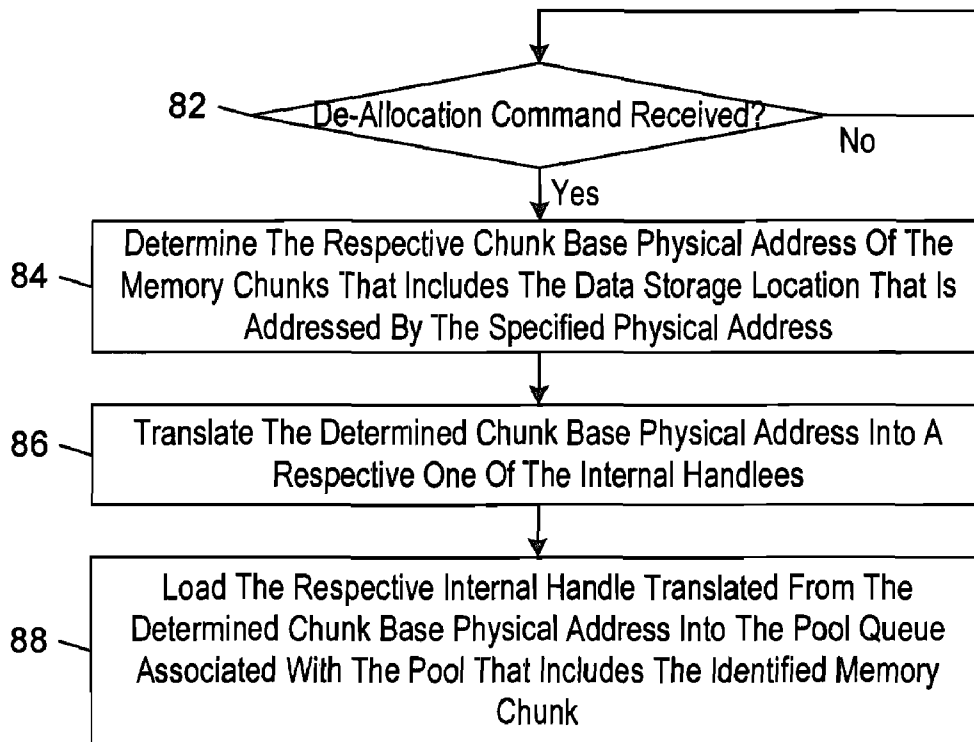 82
De-Allocation Command Received?
No
Yes
84
Determine The Respective Chunk Base Physical Address Of The
Memory Chunks That Includes The Data Storage Location That is
Addressed By The Specified Physical Address
86
Translate The Determined Chunk Base Physical Address Into A
Respective One Of The Internal Handlees
88
Load The Respective Internal Handle Translated From The
Determined Chunk Base Physical Address Into The Pool Queue
Associated With The Pool That Includes The Identified Memory
Chunk